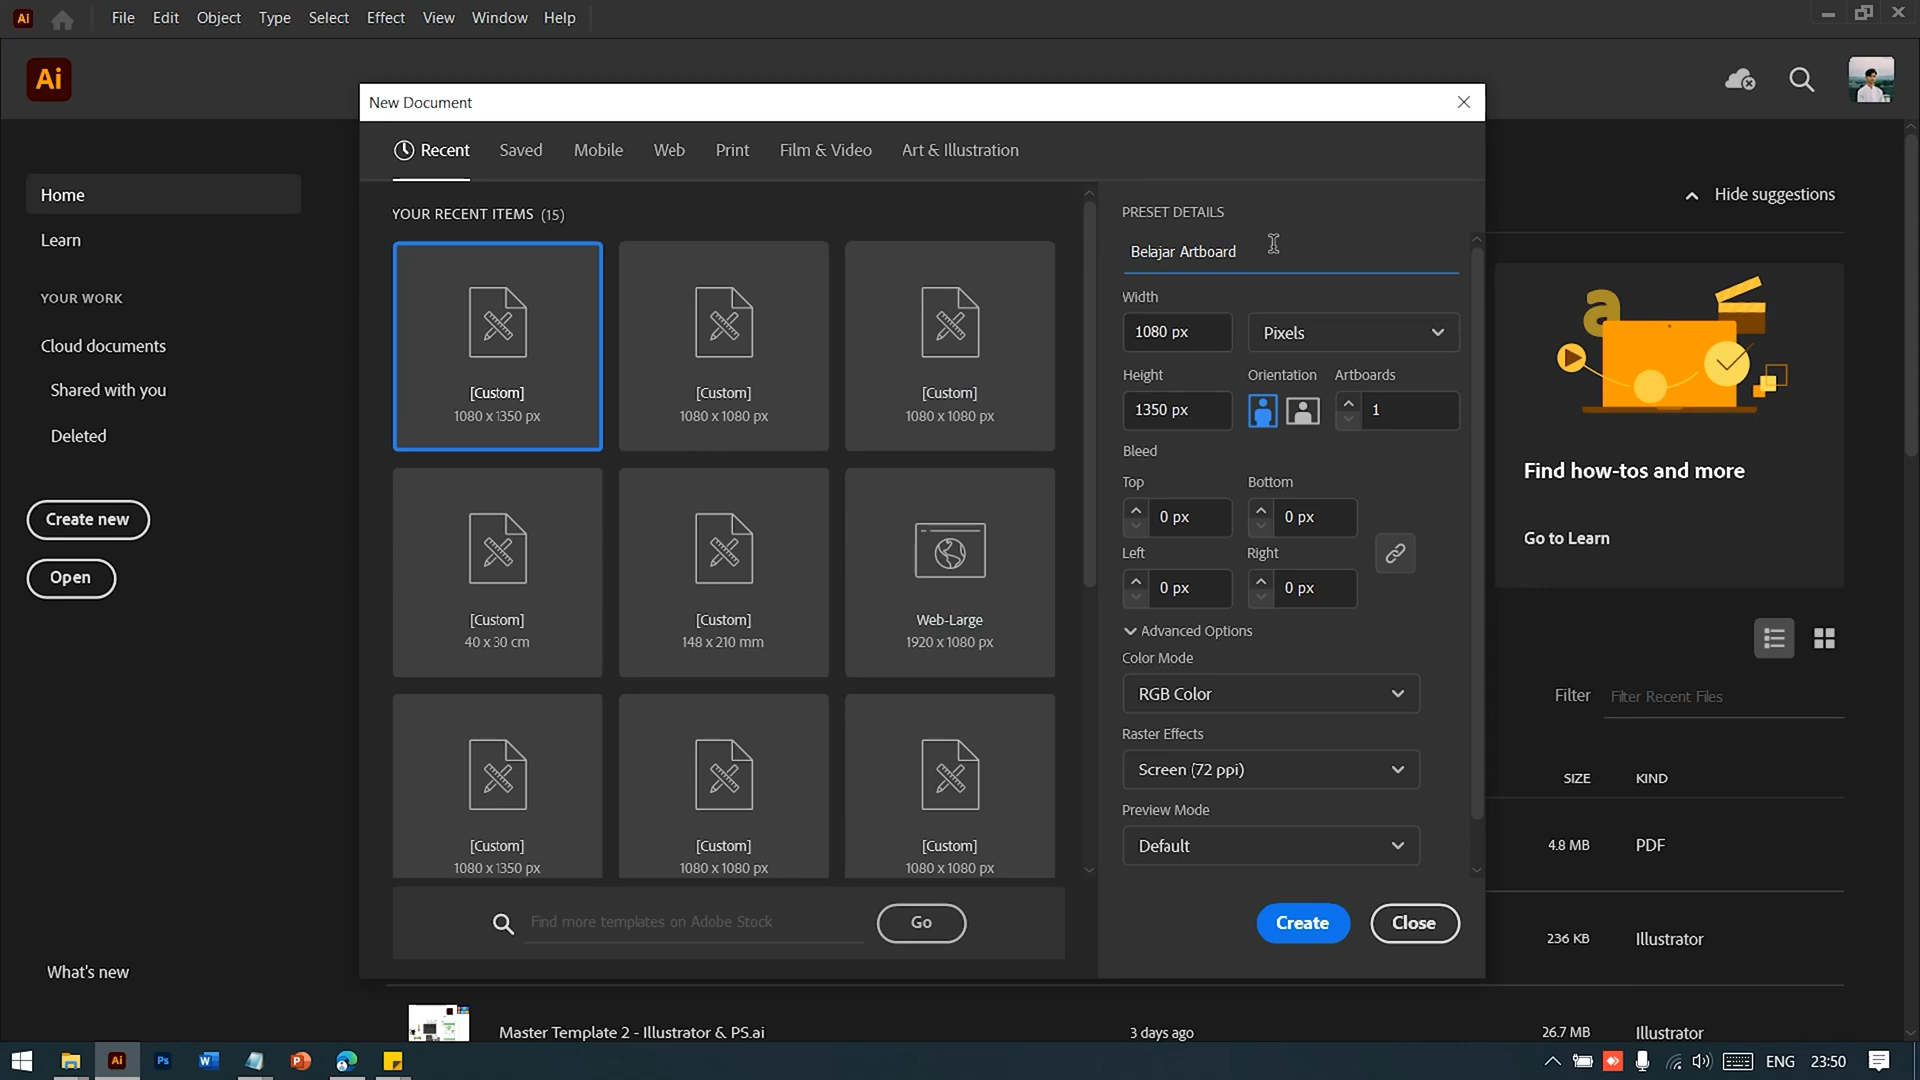 Ai
File Edit Object Type Select Effect View Window Help
Ai
New Document
Recent Saved Mobile Web Print Film & Video Art & Illustration
Home
Learn
YOUR WORK
Cloud documents
Shared with you
Deleted
Create new
Open
What's new
YOUR RECENT ITEMS (15)
[Custom] [Custom] [Custom]
1080 x 1350 px 1080 x 1080 px 1080 x 1080 px
[Custom] [Custom] Web-Large
40 x 30 cm 148 x 210 mm 1920 x 1080 px
[Custom] [Custom] [Custom]
1080 x 1350 px 1080 x 1080 px 1080 x 1080 px
Find more templates on Adobe Stock Go
PRESET DETAILS
Belajar Artboard
Width
1080 px Pixels
Height Orientation Artboards
1350 px 1
Bleed
Top Bottom
0 px 0 px
Left Right
0 px 0 px
Advanced Options
Color Mode
RGB Color
Raster Effects
Screen (72 ppi)
Preview Mode
Default
Create Close
Hide suggestions
a
Find how-tos and more
Go to Learn
Filter Filter Recent Files
SIZE KIND
4.8 MB PDF
236 KB Illustrator
Master Template 2 - Illustrator & PS.ai 3 days ago 26.7 MB Illustrator
Ai Ps W P ENG 23:50